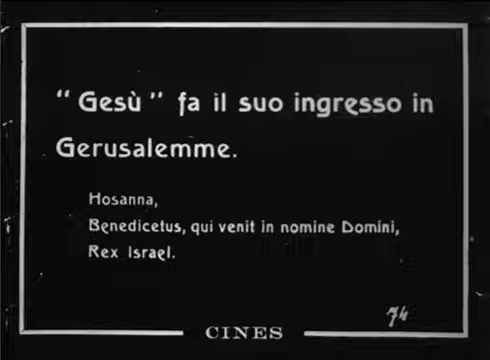 “Gesù” fa il suo ingresso in
Gerusalemme.
Hosanna,
Benedicetus, qui venit in nomine Domini,
Rex Israel.
74
CINES